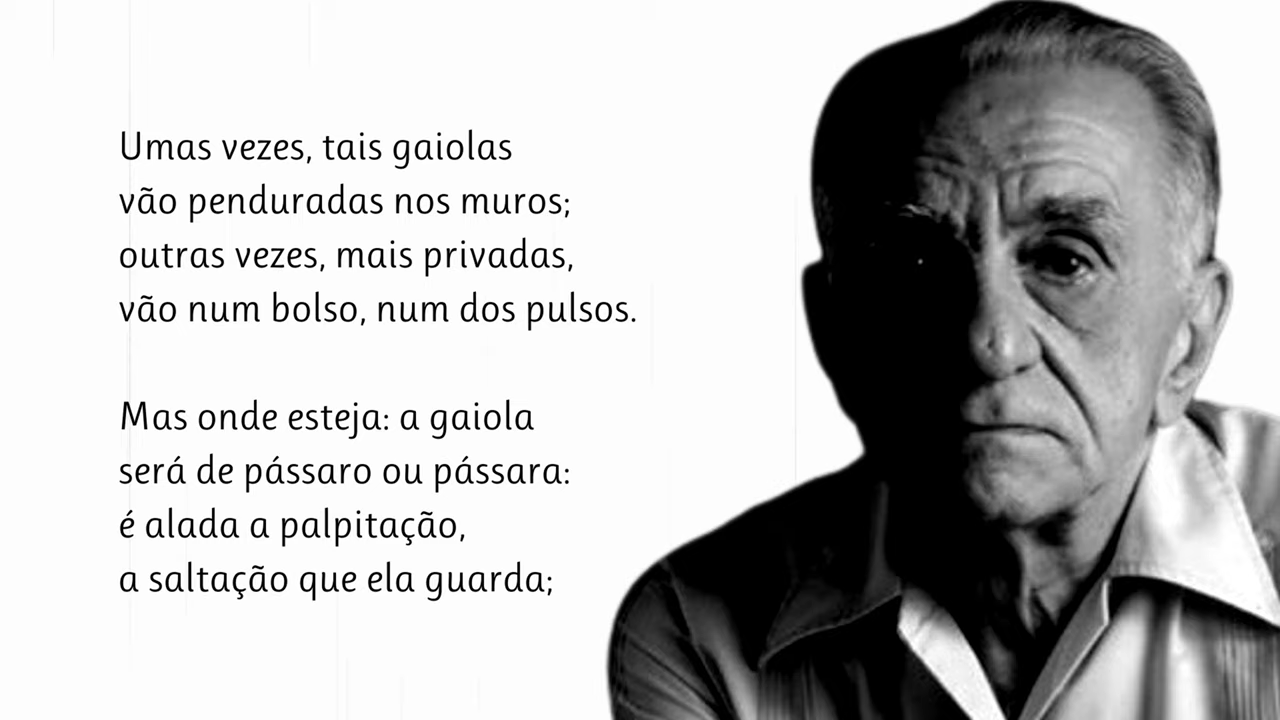 Umas vezes, tais gaiolas
vão penduradas nos muros;
outras vezes, mais privadas,
vão num bolso, num dos pulsos.
Mas onde esteja: a gaiola
será de pássaro ou pássara:
é alada a palpitação,
a saltação que ela guarda;